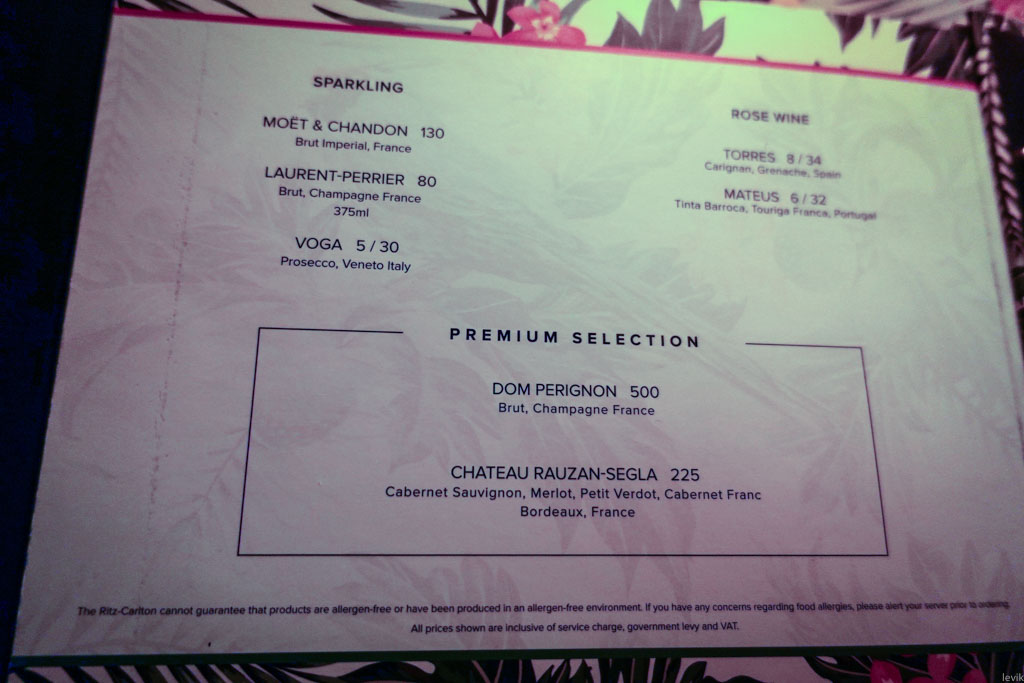 SPARKLING
MOËT & CHANDON 130
Brut Imperial, France
LAURENT-PERRIER 80
Brut, Champagne France
375ml
VOGA 5 / 30
Prosecco, Veneto Italy
ROSE WINE
TORRES 8 / 34
Carignan, Grenache, Spain
MATEUS 6 / 32
Tinta Barroca, Touriga Franca, Portugal
PREMIUM SELECTION
DOM PERIGNON 500
Brut, Champagne France
CHATEAU RAUZAN-SEGLA 225
Cabernet Sauvignon, Merlot, Petit Verdot, Cabernet Franc
Bordeaux, France
The Ritz-Carlton cannot guarantee that products are allergen-free or have been produced in an allergen-free environment. If you have any concerns regarding food allergies, please alert your server prior to ordering.
All prices shown are inclusive of service charge, government levy and VAT.
levik